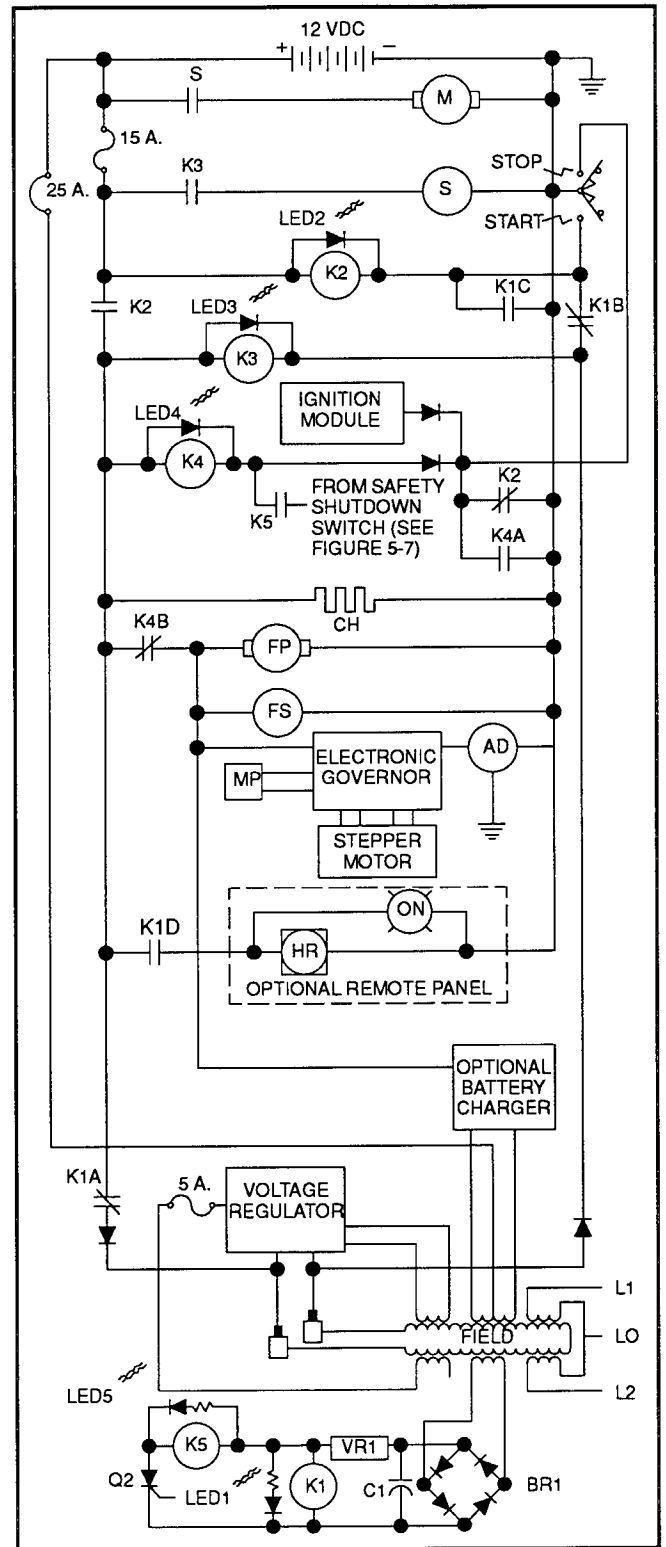 12 VDC
+ −
S
M
15 A.
K3
STOP
25 A.
S
START
LED2
K2
K1C
K2
K1B
LED3
K3
IGNITION
MODULE
LED4
K4
K2
FROM SAFETY
SHUTDOWN
SWITCH (SEE
FIGURE 5-7)
K5
K4A
CH
K4B
FP
FS
ELECTRONIC
GOVERNOR
AD
MP
STEPPER
MOTOR
ON
K1D
HR
OPTIONAL REMOTE PANEL
OPTIONAL
BATTERY
CHARGER
K1A
5 A.
VOLTAGE
REGULATOR
L1
FIELD
LO
L2
LED5
K5
VR1
Q2
LED1
K1
C1
BR1